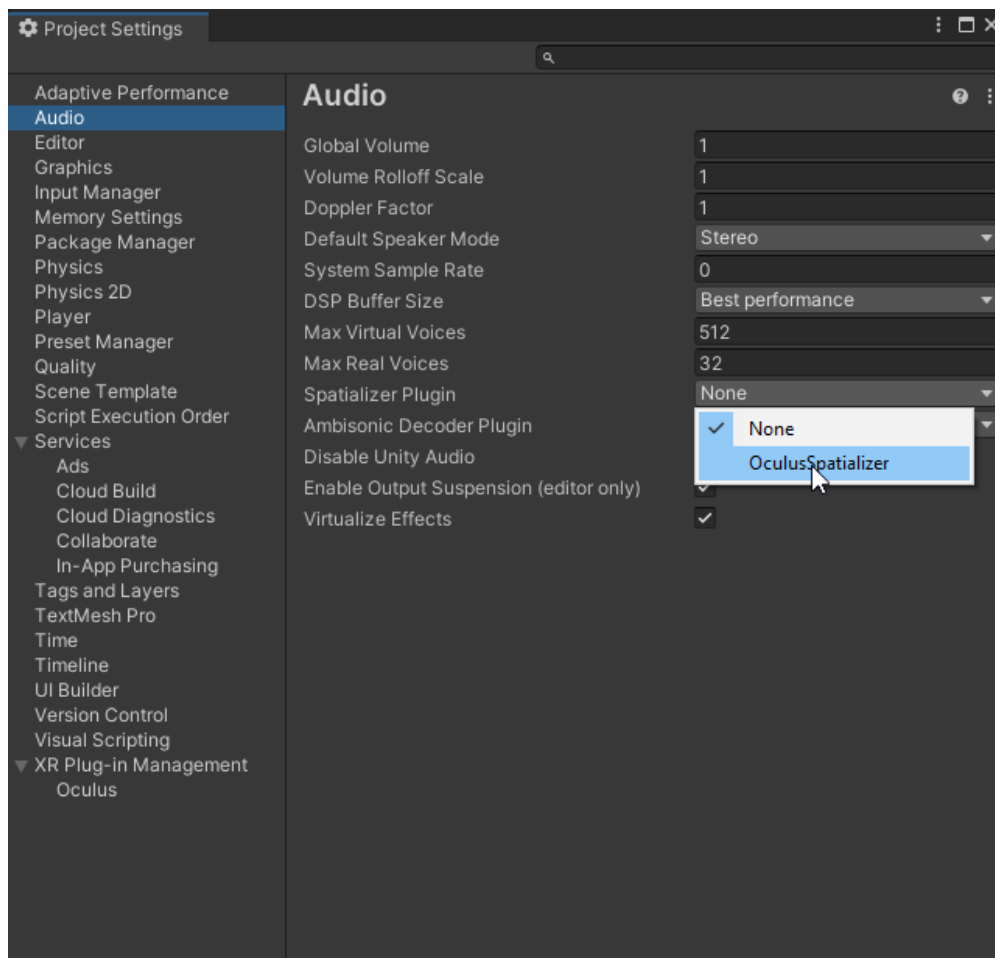 Project Settings
Adaptive Performance
Audio
Editor
Graphics
Input Manager
Memory Settings
Package Manager
Physics
Physics 2D
Player
Preset Manager
Quality
Scene Template
Script Execution Order
Services
Ads
Cloud Build
Cloud Diagnostics
Collaborate
In-App Purchasing
Tags and Layers
TextMesh Pro
Time
Timeline
UI Builder
Version Control
Visual Scripting
XR Plug-in Management
Oculus
Audio
Global Volume 1
Volume Rolloff Scale 1
Doppler Factor 1
Default Speaker Mode Stereo
System Sample Rate 0
DSP Buffer Size Best performance
Max Virtual Voices 512
Max Real Voices 32
Spatializer Plugin None
Ambisonic Decoder Plugin
Disable Unity Audio
Enable Output Suspension (editor only)
Virtualize Effects
None
OculusSpatializer